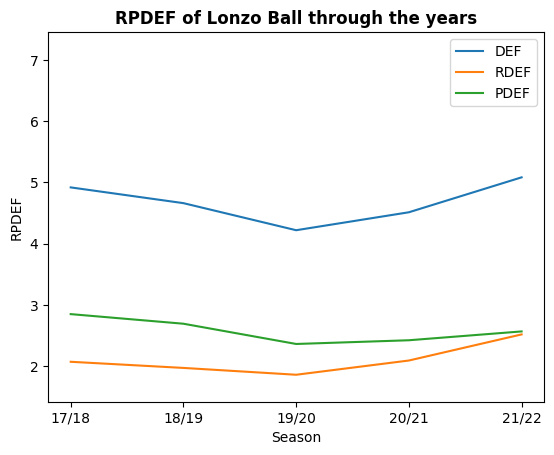 RPDEF of Lonzo Ball through the years
DEF
RDEF
PDEF
7
6
5
4
3
2
RPDEF
17/18
18/19
19/20
20/21
21/22
Season